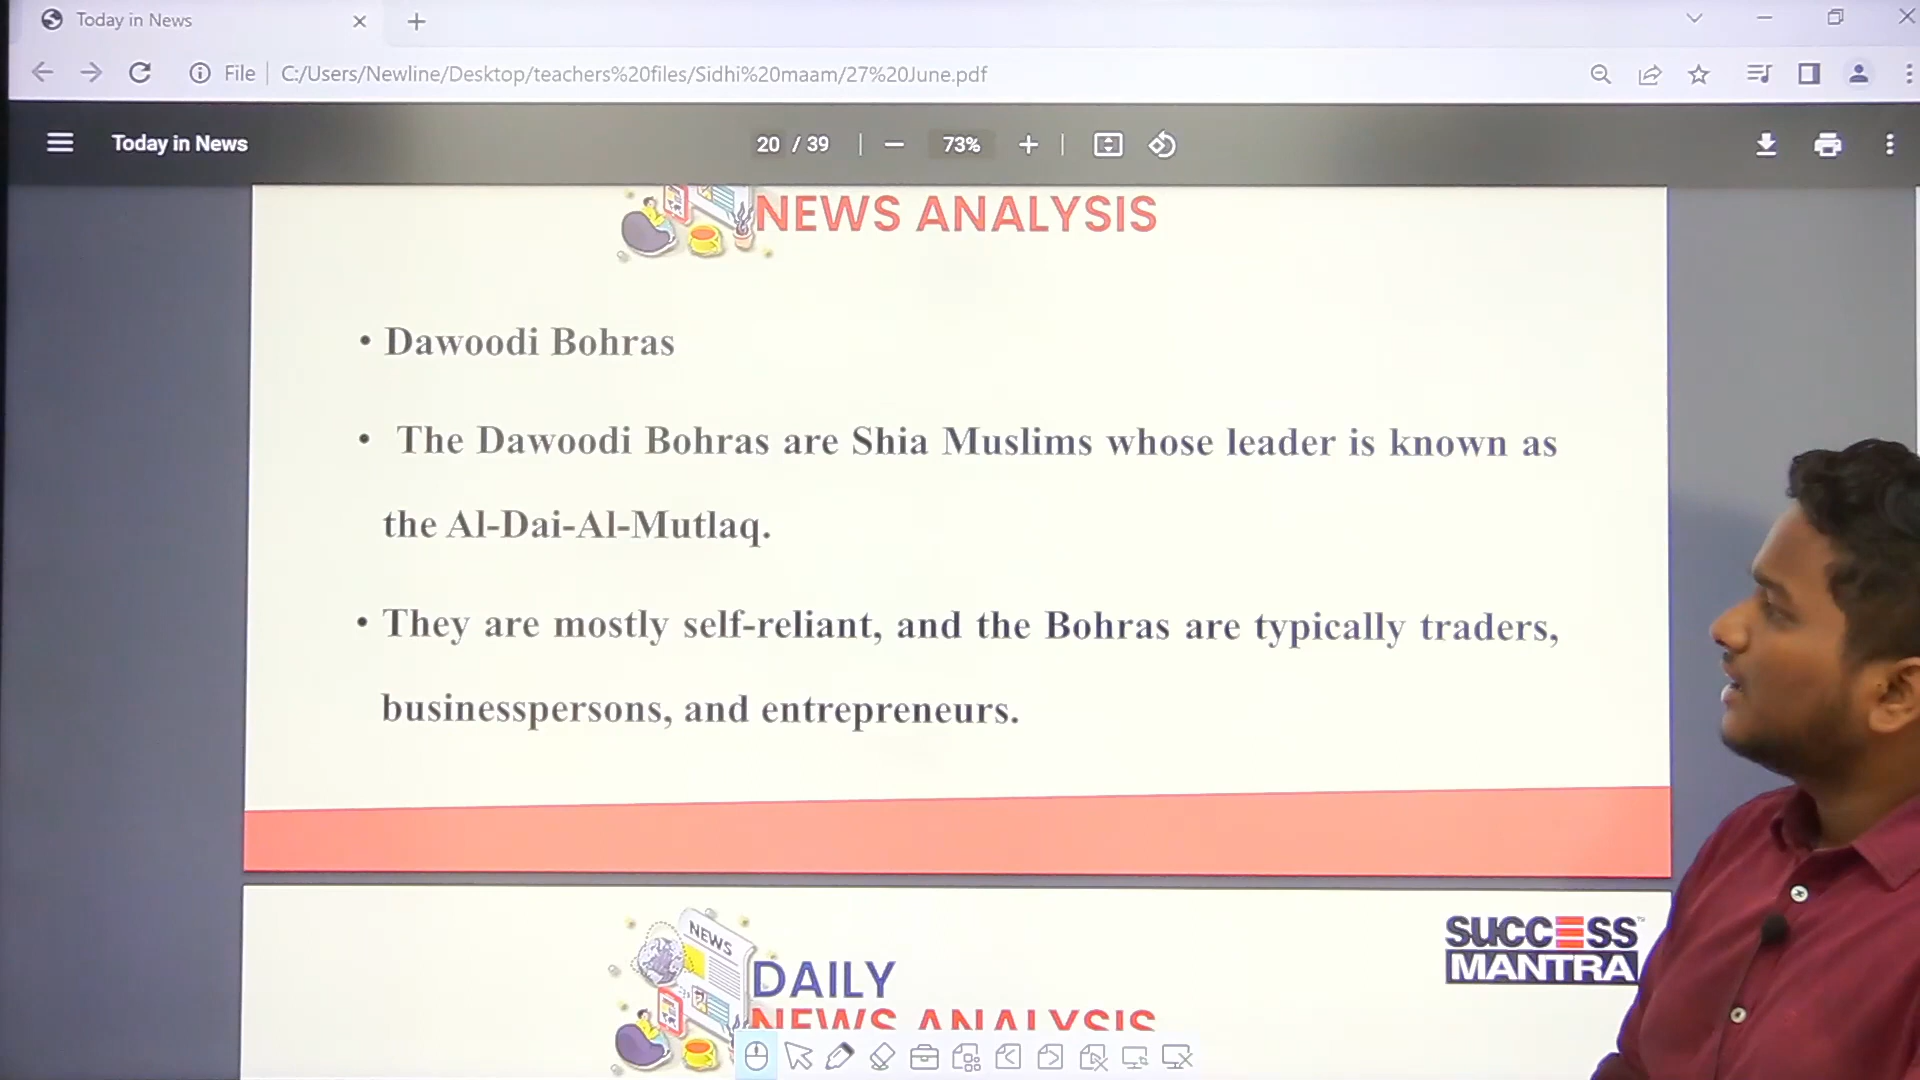 Today in News
File
C:/Users/Newline/Desktop/teachers%20files/Sidhi%20maam/27%20June.pdf
Today in News
20 / 39
73%
NEWS ANALYSIS
• Dawoodi Bohras
• The Dawoodi Bohras are Shia Muslims whose leader is known as
the Al-Dai-Al-Mutlaq.
• They are mostly self-reliant, and the Bohras are typically traders,
businesspersons, and entrepreneurs.
NEWS
DAILY
NEWS ANALYSIS
SUCCESS
MANTRA